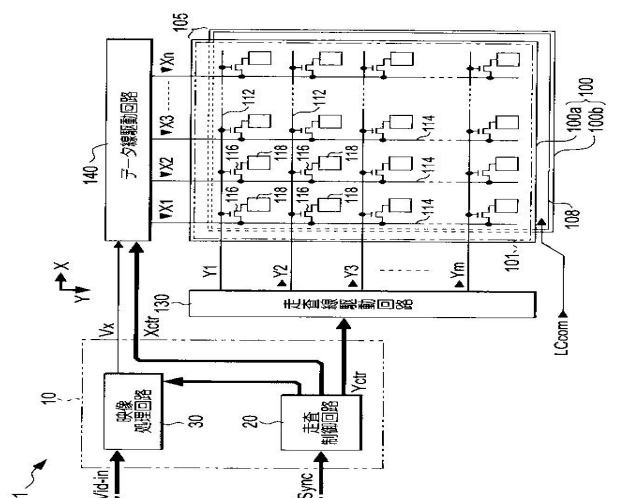 1
Vid-in
Sync
10
映像
処理回路
30
20
走査
制御回路
Vx
Xctr
Yctr
X
Y
140
データ線駆動回路
130
走査線駆動回路
X1
X2
X3
Xn
Y1
Y2
Y3
Ym
105
112
112
116
116
116
116
118
118
118
118
114
114
101
100
100a
100b
108
LCcom